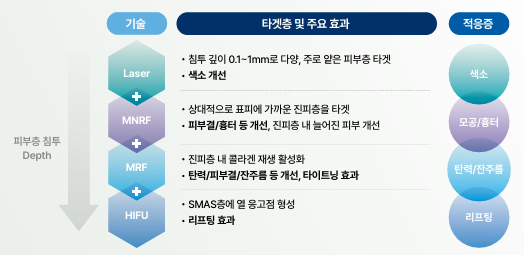 기술
타겟층 및 주요 효과
적응증
Laser
• 침투 깊이 0.1~1mm로 다양, 주로 얕은 피부층 타겟
• 색소 개선
색소
MNRF
• 상대적으로 표피에 가까운 진피층을 타겟
• 피부결/흉터 등 개선, 진피층 내 늘어진 피부 개선
모공/흉터
피부층 침투
Depth
MRF
• 진피층 내 콜라겐 재생 활성화
• 탄력/피부결/잔주름 등 개선, 타이트닝 효과
탄력/잔주름
HIFU
• SMAS층에 열 응고점 형성
• 리프팅 효과
리프팅